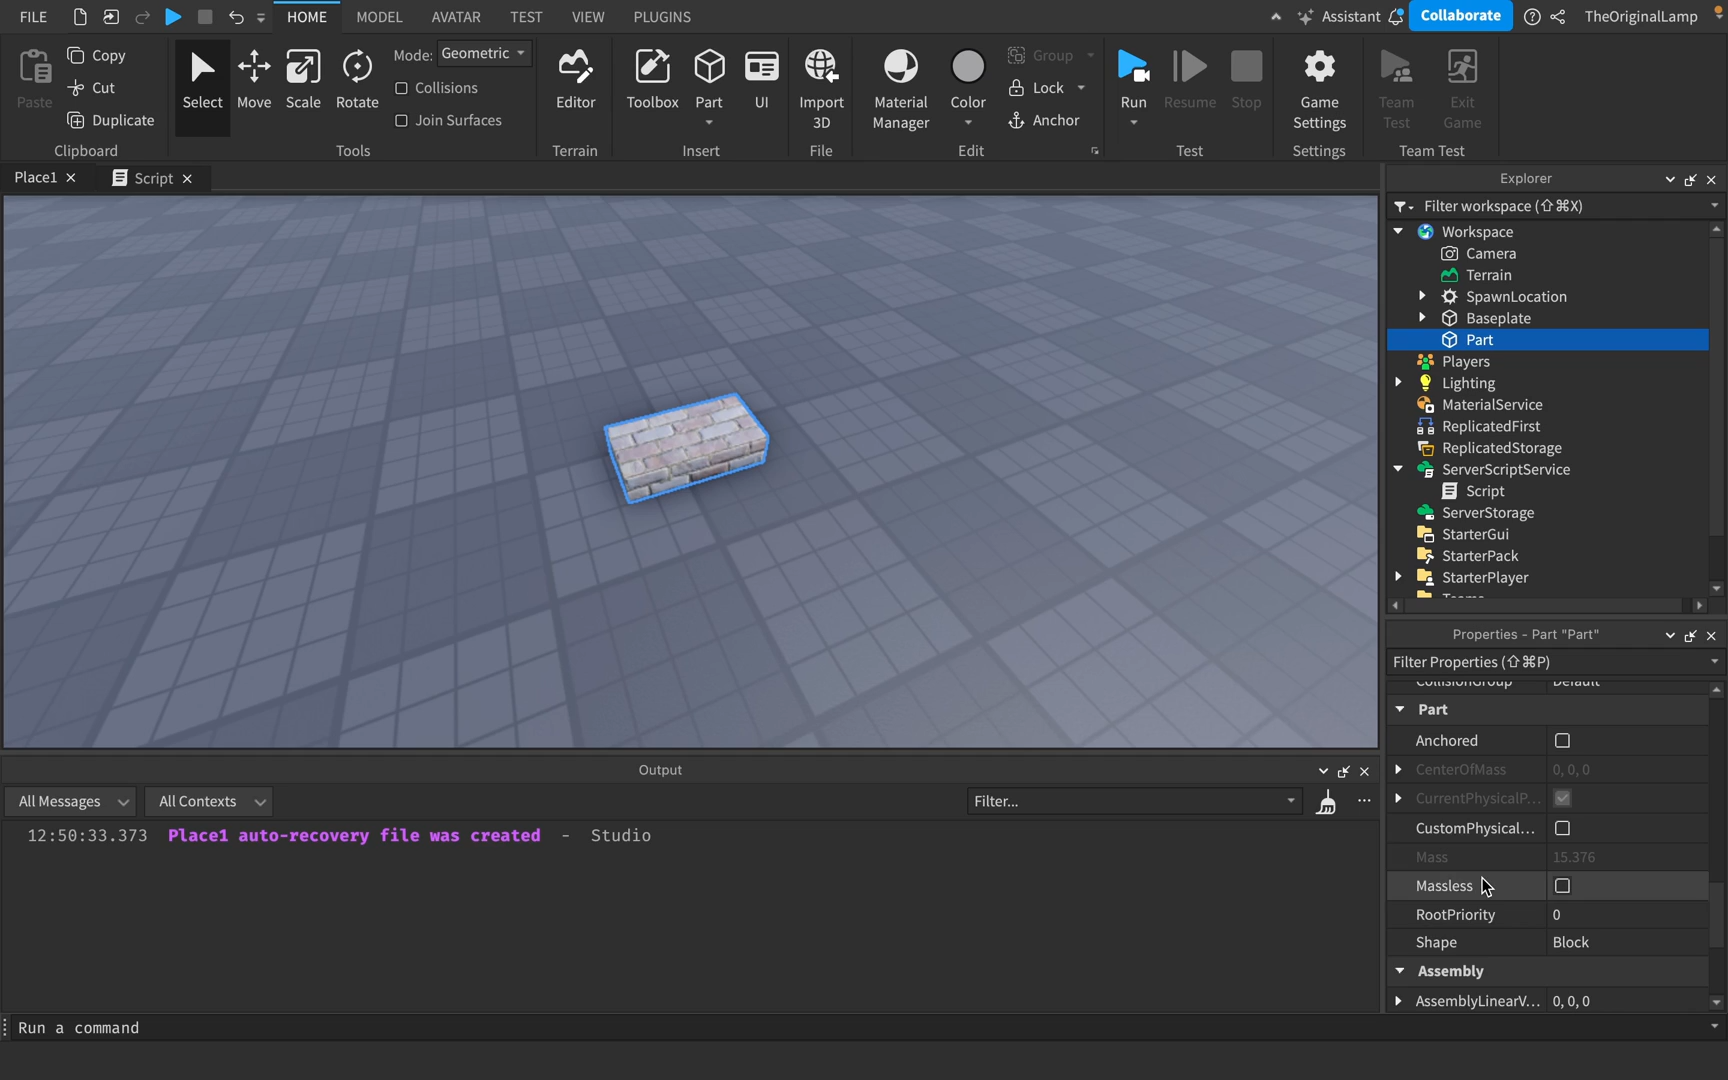 FILE
HOME
MODEL
AVATAR
TEST
VIEW
PLUGINS
Assistant
Collaborate
TheOriginalLamp
Paste
Copy
Cut
Duplicate
Clipboard
Select
Move
Scale
Rotate
Mode: Geometric
Collisions
Join Surfaces
Tools
Editor
Terrain
Toolbox
Part
UI
Insert
Import
3D
File
Material
Manager
Color
Group
Lock
Anchor
Edit
Run
Resume
Stop
Test
Game
Settings
Settings
Team
Test
Exit
Game
Team Test
Place1
Script
Explorer
Filter workspace (⇧⌘X)
Workspace
Camera
Terrain
SpawnLocation
Baseplate
Part
Players
Lighting
MaterialService
ReplicatedFirst
ReplicatedStorage
ServerScriptService
Script
ServerStorage
StarterGui
StarterPack
StarterPlayer
Teams
Properties - Part "Part"
Filter Properties (⇧⌘P)
CollisionGroup Default
Part
Anchored
CenterOfMass 0, 0, 0
CurrentPhysicalP...
CustomPhysical...
Mass 15.376
Massless
RootPriority 0
Shape Block
Assembly
AssemblyLinearV... 0, 0, 0
Output
All Messages
All Contexts
Filter...
12:50:33.373 Place1 auto-recovery file was created - Studio
Run a command